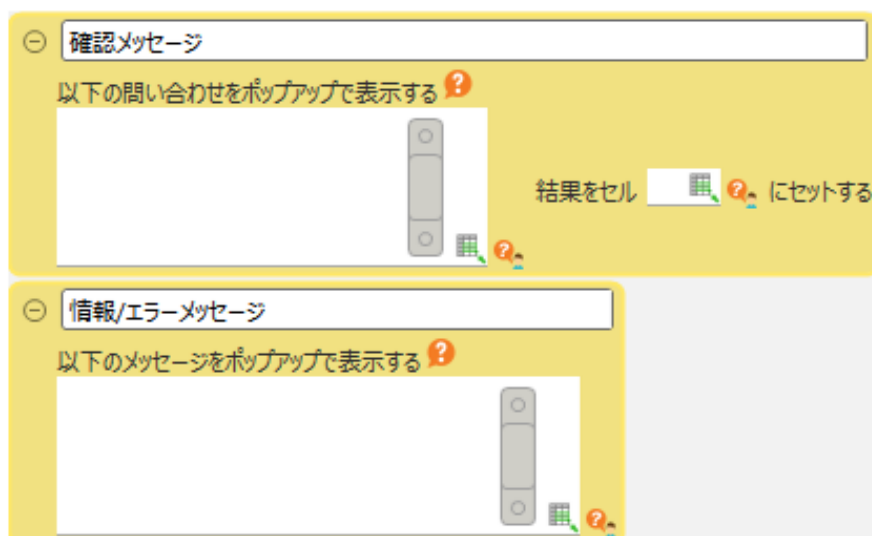 確認メッセージ
以下の問い合わせをポップアップで表示する
結果をセル にセットする
情報/エラーメッセージ
以下のメッセージをポップアップで表示する